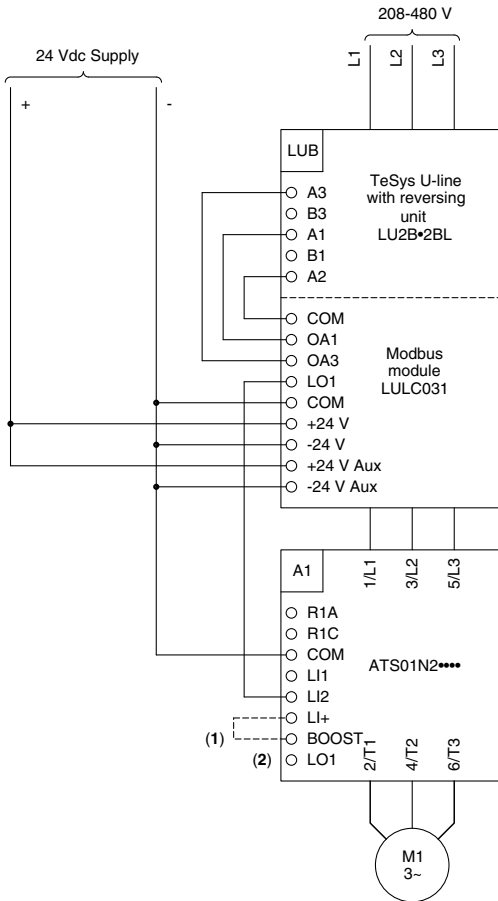 208-480 V
24 Vdc Supply
L1
L2
L3
+
-
LUB
TeSys U-line
with reversing
unit
LU2B•2BL
A3
B3
A1
B1
A2
COM
OA1
OA3
LO1
COM
+24 V
-24 V
+24 V Aux
-24 V Aux
Modbus
module
LULC031
A1
1/L1
3/L2
5/L3
R1A
R1C
COM
LI1
LI2
LI+
BOOST
LO1
ATS01N2••••
(1)
(2)
2/T1
4/T2
6/T3
M1
3~